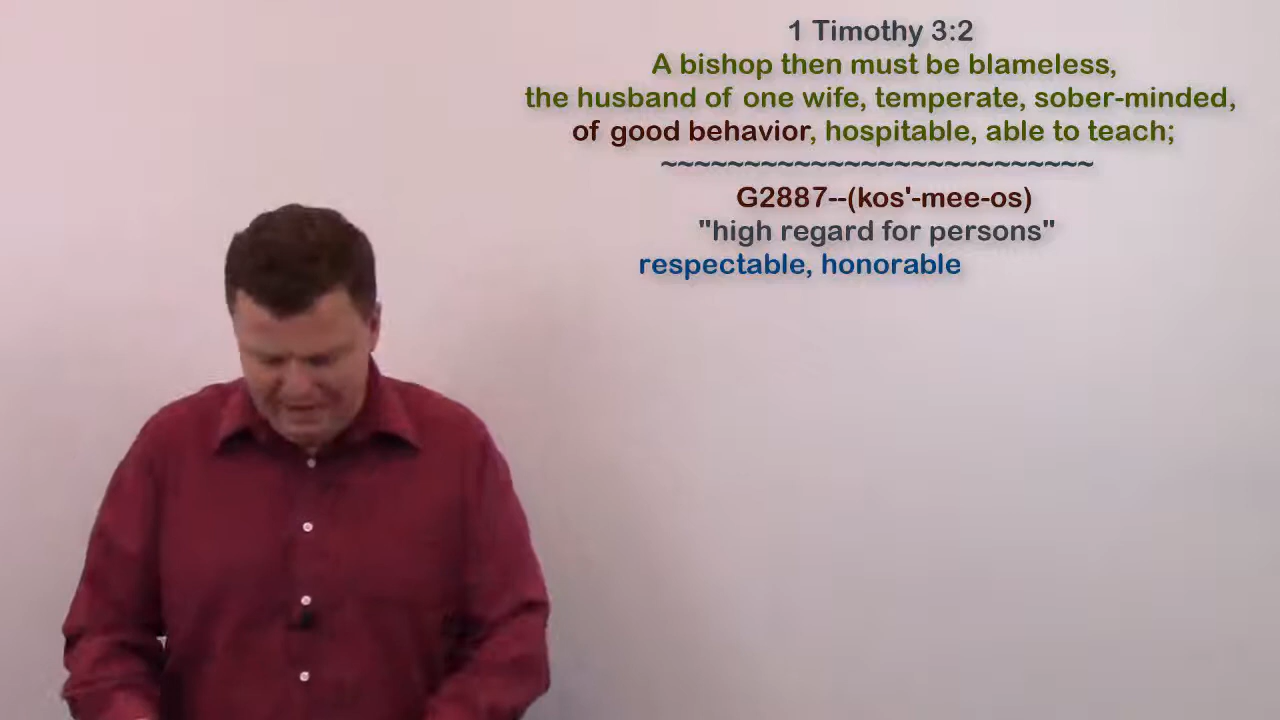 1 Timothy 3:2
A bishop then must be blameless,
the husband of one wife, temperate, sober-minded,
of good behavior, hospitable, able to teach;
~~~~~~~~~~~~~~~~~~~~~~~~~~
G2887--(kos'-mee-os)
"high regard for persons"
respectable, honorable